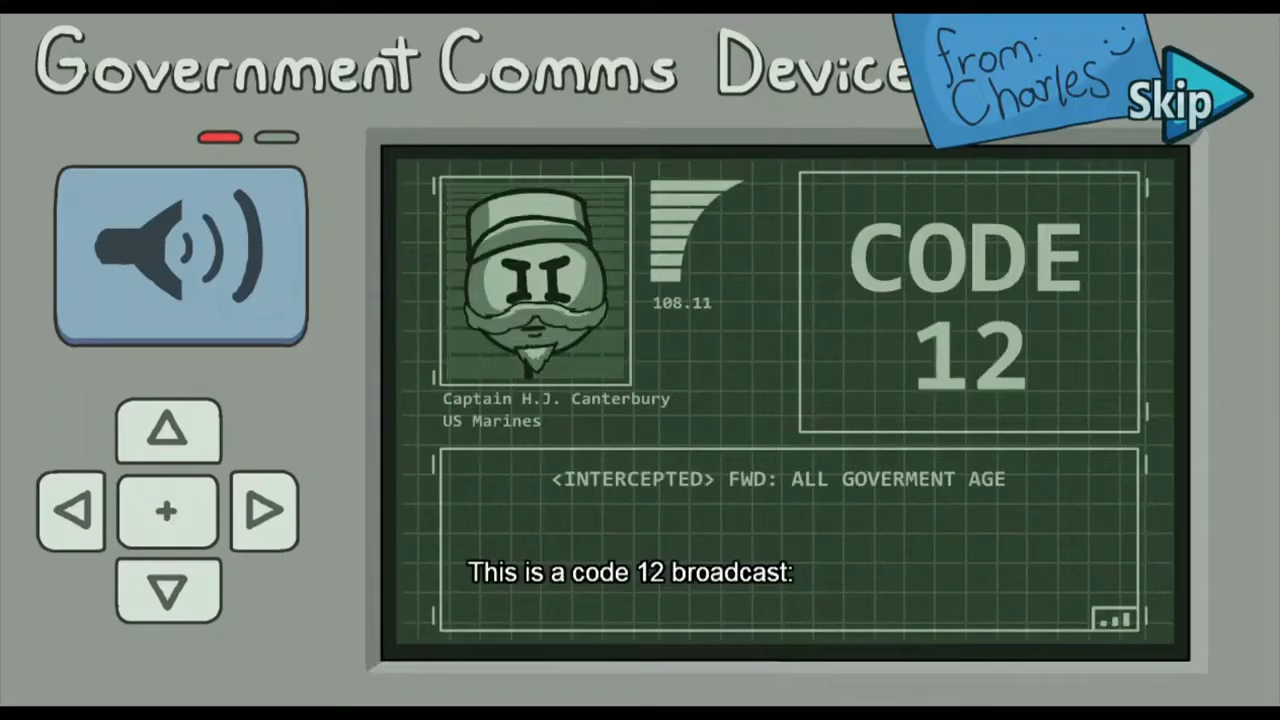 Government Comms Device
from:
Charles
Skip
CODE
12
108.11
Captain H.J. Canterbury
US Marines
<INTERCEPTED> FWD: ALL GOVERMENT AGE
This is a code 12 broadcast: